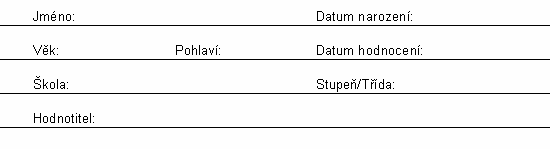 Jméno: Datum narození:
Věk: Pohlaví: Datum hodnocení:
Škola: Stupeň/Třída:
Hodnotitel: